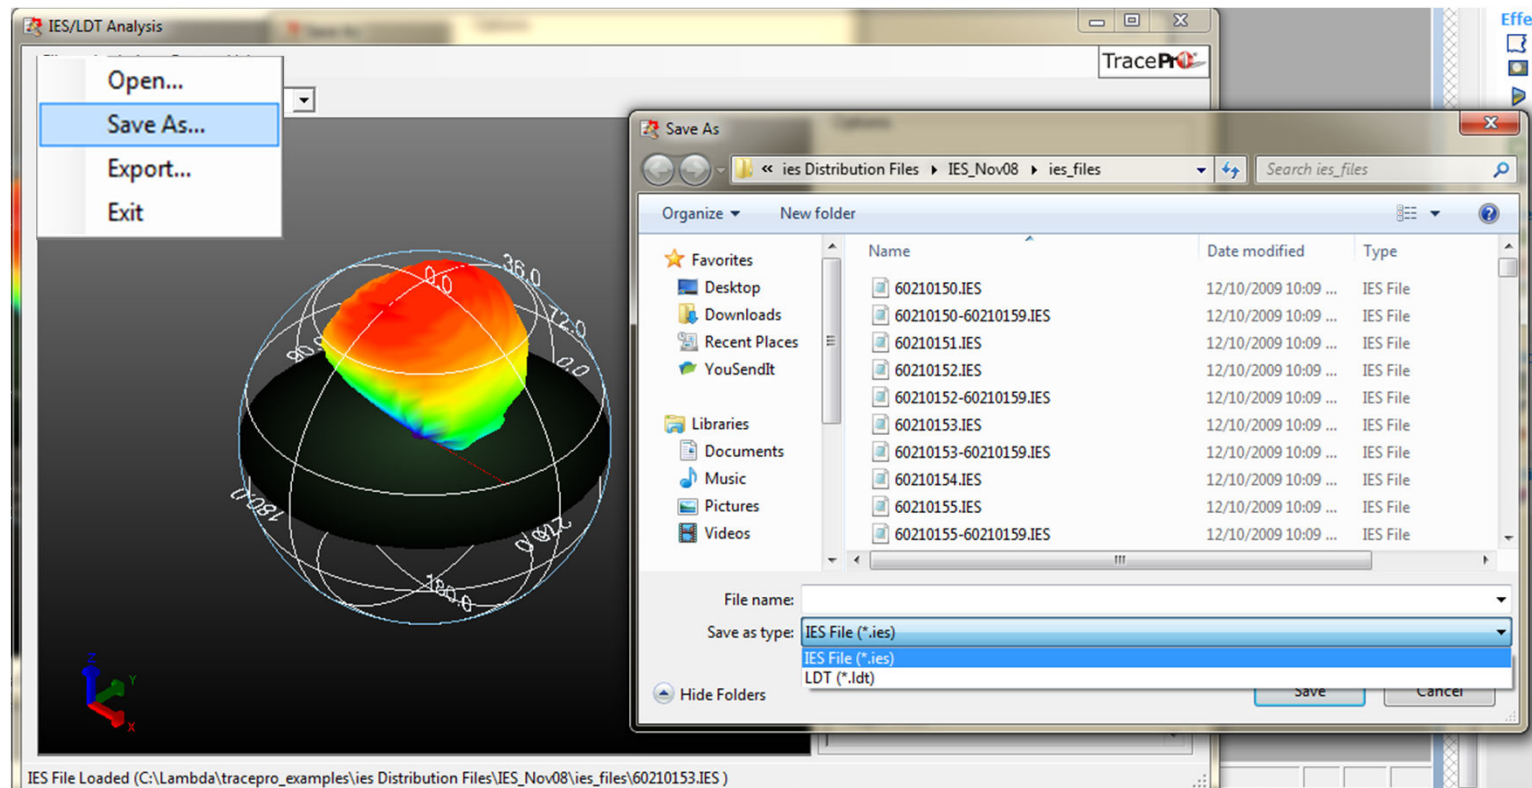 IES/LDT Analysis
TracePro
Open...
Save As...
Export...
Exit
36.0
0.0
72.0
0.0
180.0
180.0
Z
Y
X
IES File Loaded (C:\Lambda\tracepro_examples\ies Distribution Files\IES_Nov08\ies_files\60210153.IES )
Effe
Save As
« ies Distribution Files IES_Nov08 ies_files
Search ies_files
Organize New folder
Favorites
Desktop
Downloads
Recent Places
YouSendIt
Libraries
Documents
Music
Pictures
Videos
Name Date modified Type
60210150.IES 12/10/2009 10:09 ... IES File
60210150-60210159.IES 12/10/2009 10:09 ... IES File
60210151.IES 12/10/2009 10:09 ... IES File
60210152.IES 12/10/2009 10:09 ... IES File
60210152-60210159.IES 12/10/2009 10:09 ... IES File
60210153.IES 12/10/2009 10:09 ... IES File
60210153-60210159.IES 12/10/2009 10:09 ... IES File
60210154.IES 12/10/2009 10:09 ... IES File
60210155.IES 12/10/2009 10:09 ... IES File
60210155-60210159.IES 12/10/2009 10:09 ... IES File
File name:
Save as type: IES File (*.ies)
IES File (*.ies)
LDT (*.ldt)
Hide Folders
Save Cancel